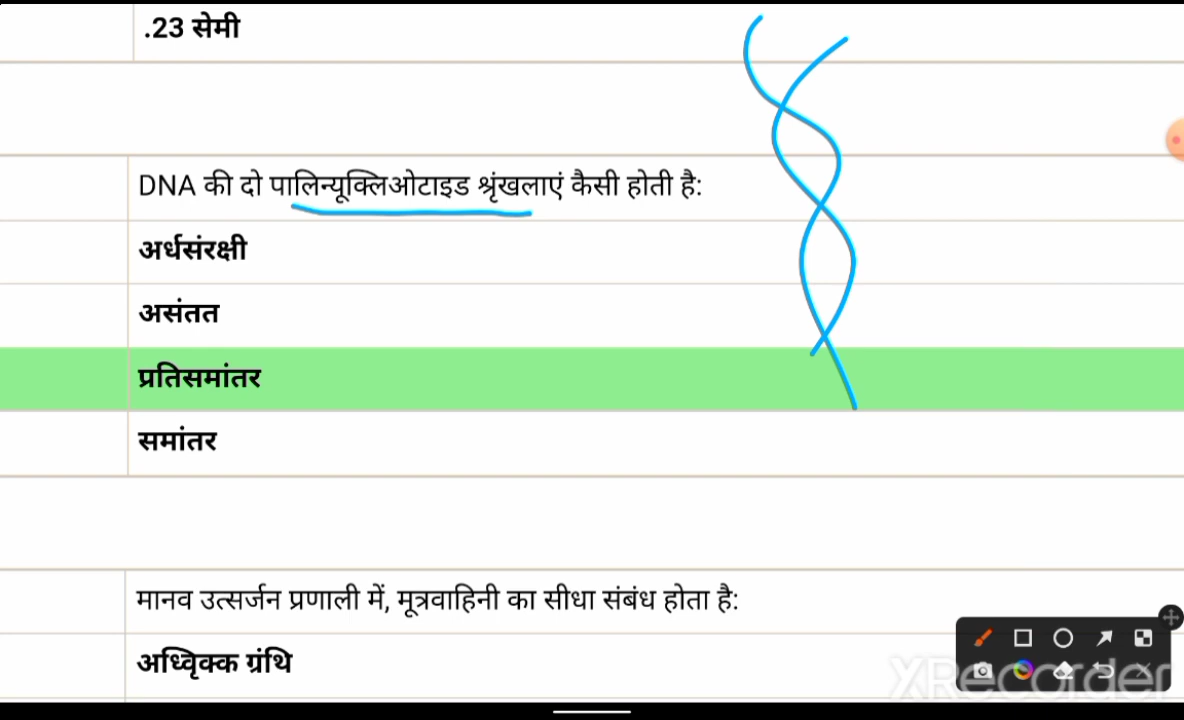 .23 सेमी
DNA की दो पालिन्यूक्लिओटाइड श्रृंखलाएं कैसी होती है:
अर्धसंरक्षी
असंतत
प्रतिसमांतर
समांतर
मानव उत्सर्जन प्रणाली में, मूत्रवाहिनी का सीधा संबंध होता है:
अध्विृक्क ग्रंथि
XRecorder